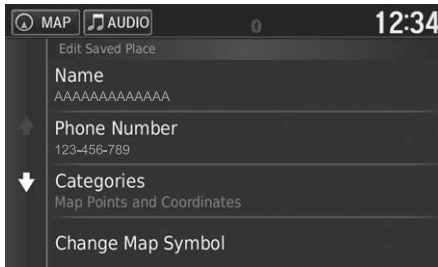 MAP AUDIO 12:34
Edit Saved Place
Name
AAAAAAAAAAAAA
Phone Number
123-456-789
Categories
Map Points and Coordinates
Change Map Symbol